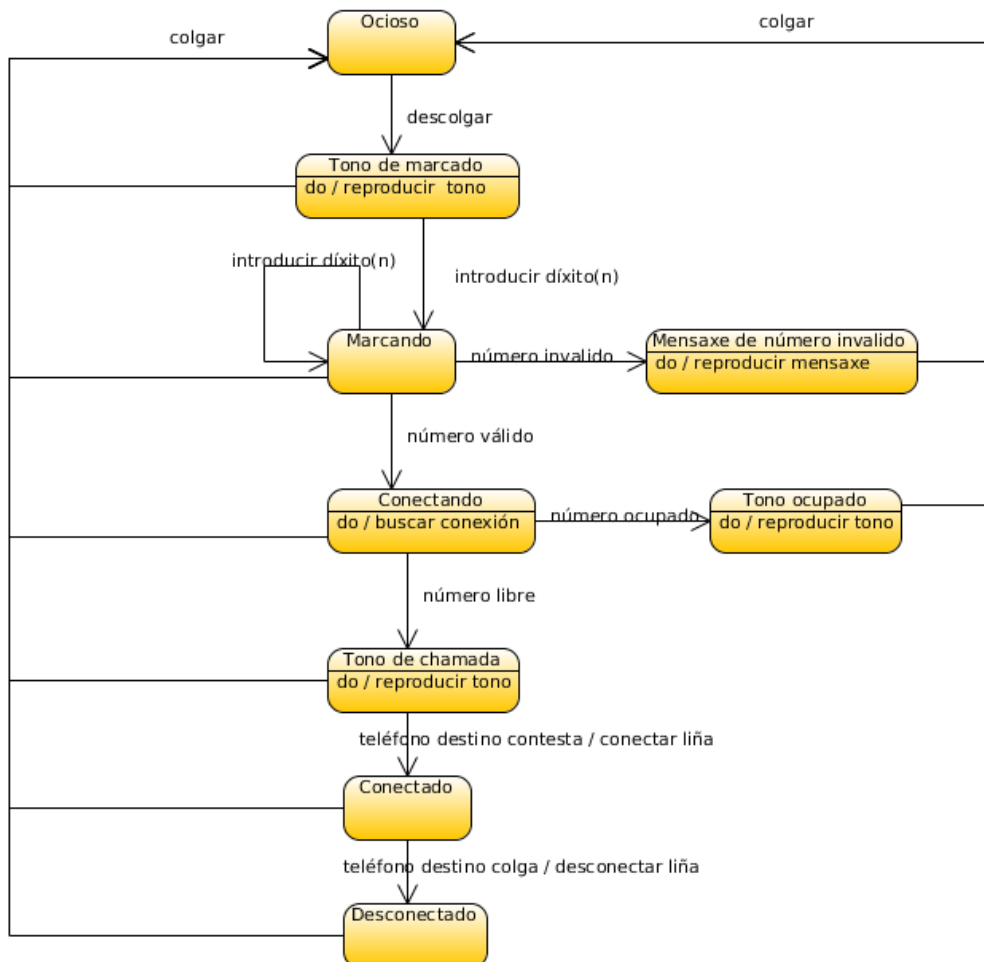 Ocioso
colgar
colgar
descolgar
Tono de marcado
do / reproducir  tono
introducir díxito(n)
introducir díxito(n)
Marcando
número invalido
Mensaxe de número invalido
do / reproducir mensaxe
número válido
Conectando
do / buscar conexión
número ocupado
Tono ocupado
do / reproducir tono
número libre
Tono de chamada
do / reproducir tono
teléfono destino contesta / conectar liña
Conectado
teléfono destino colga / desconectar liña
Desconectado